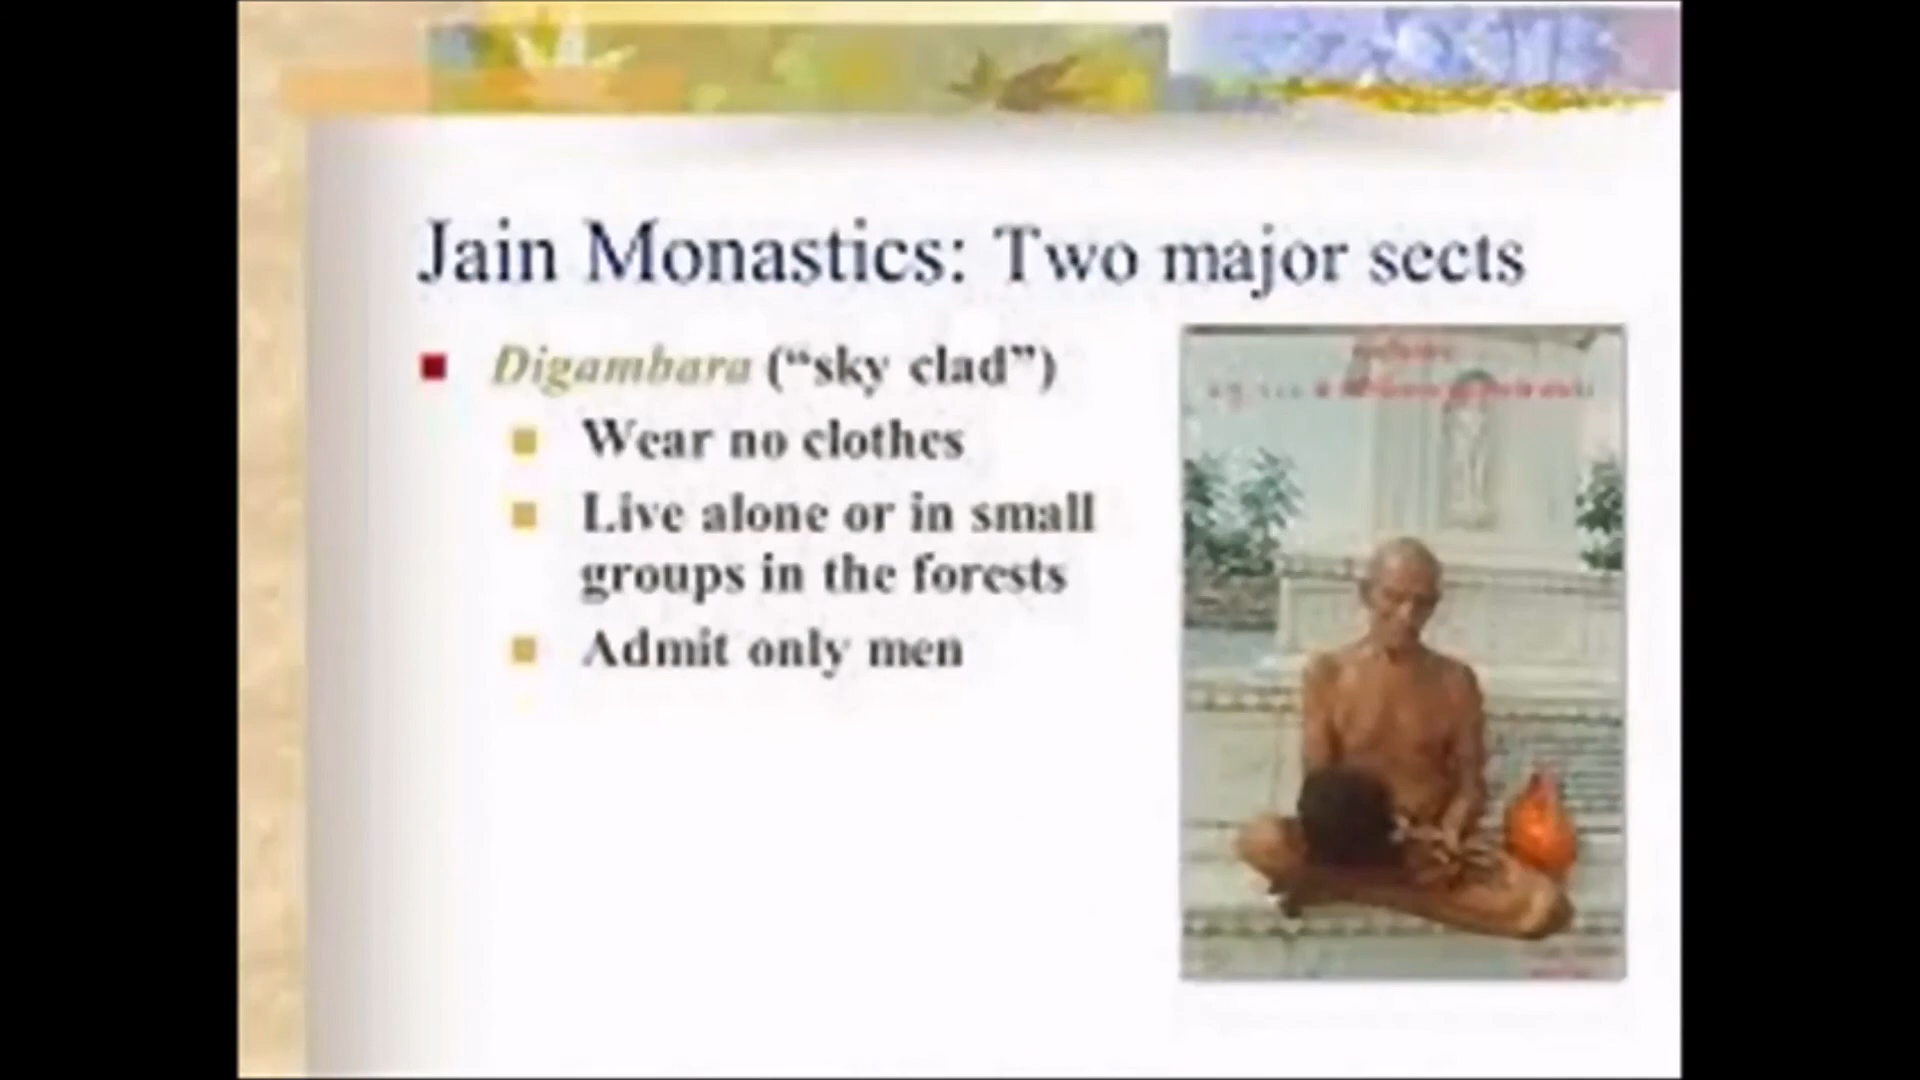 Jain Monastics: Two major sects
Digambara (“sky clad”)
Wear no clothes
Live alone or in small
groups in the forests
Admit only men